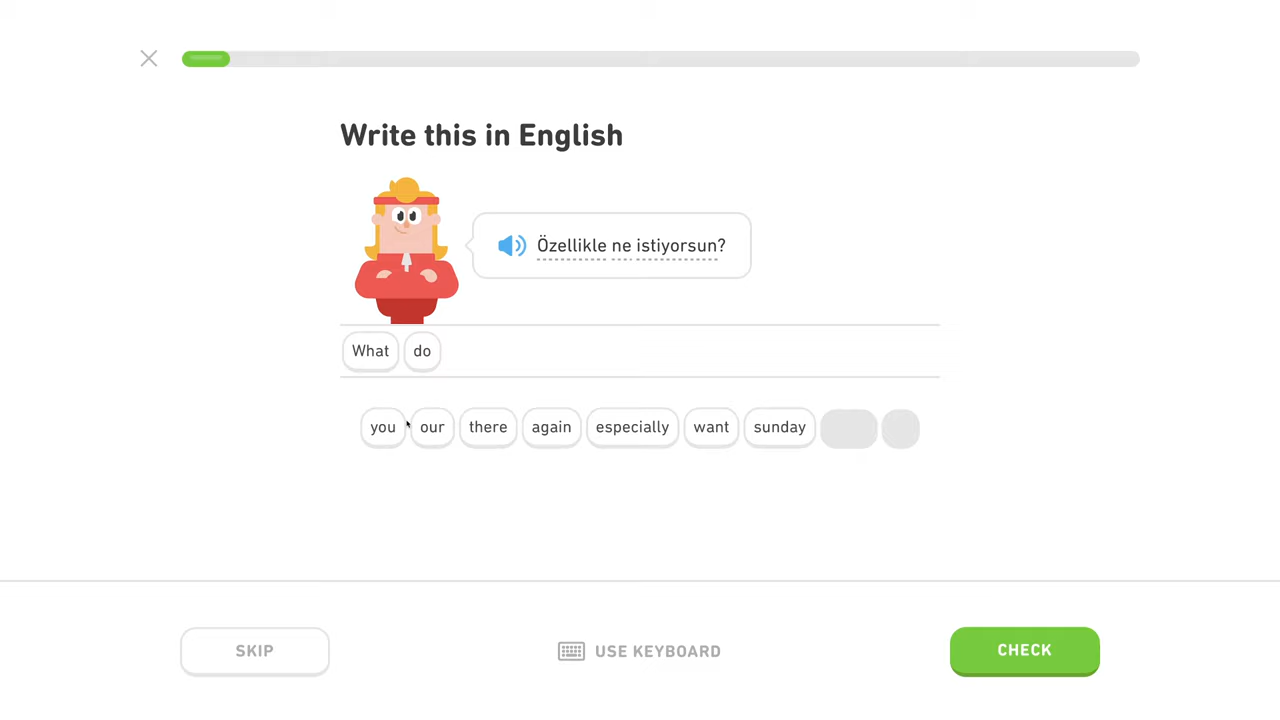 Write this in English
Özellikle ne istiyorsun?
What do
you our there again especially want sunday
SKIP
USE KEYBOARD
CHECK